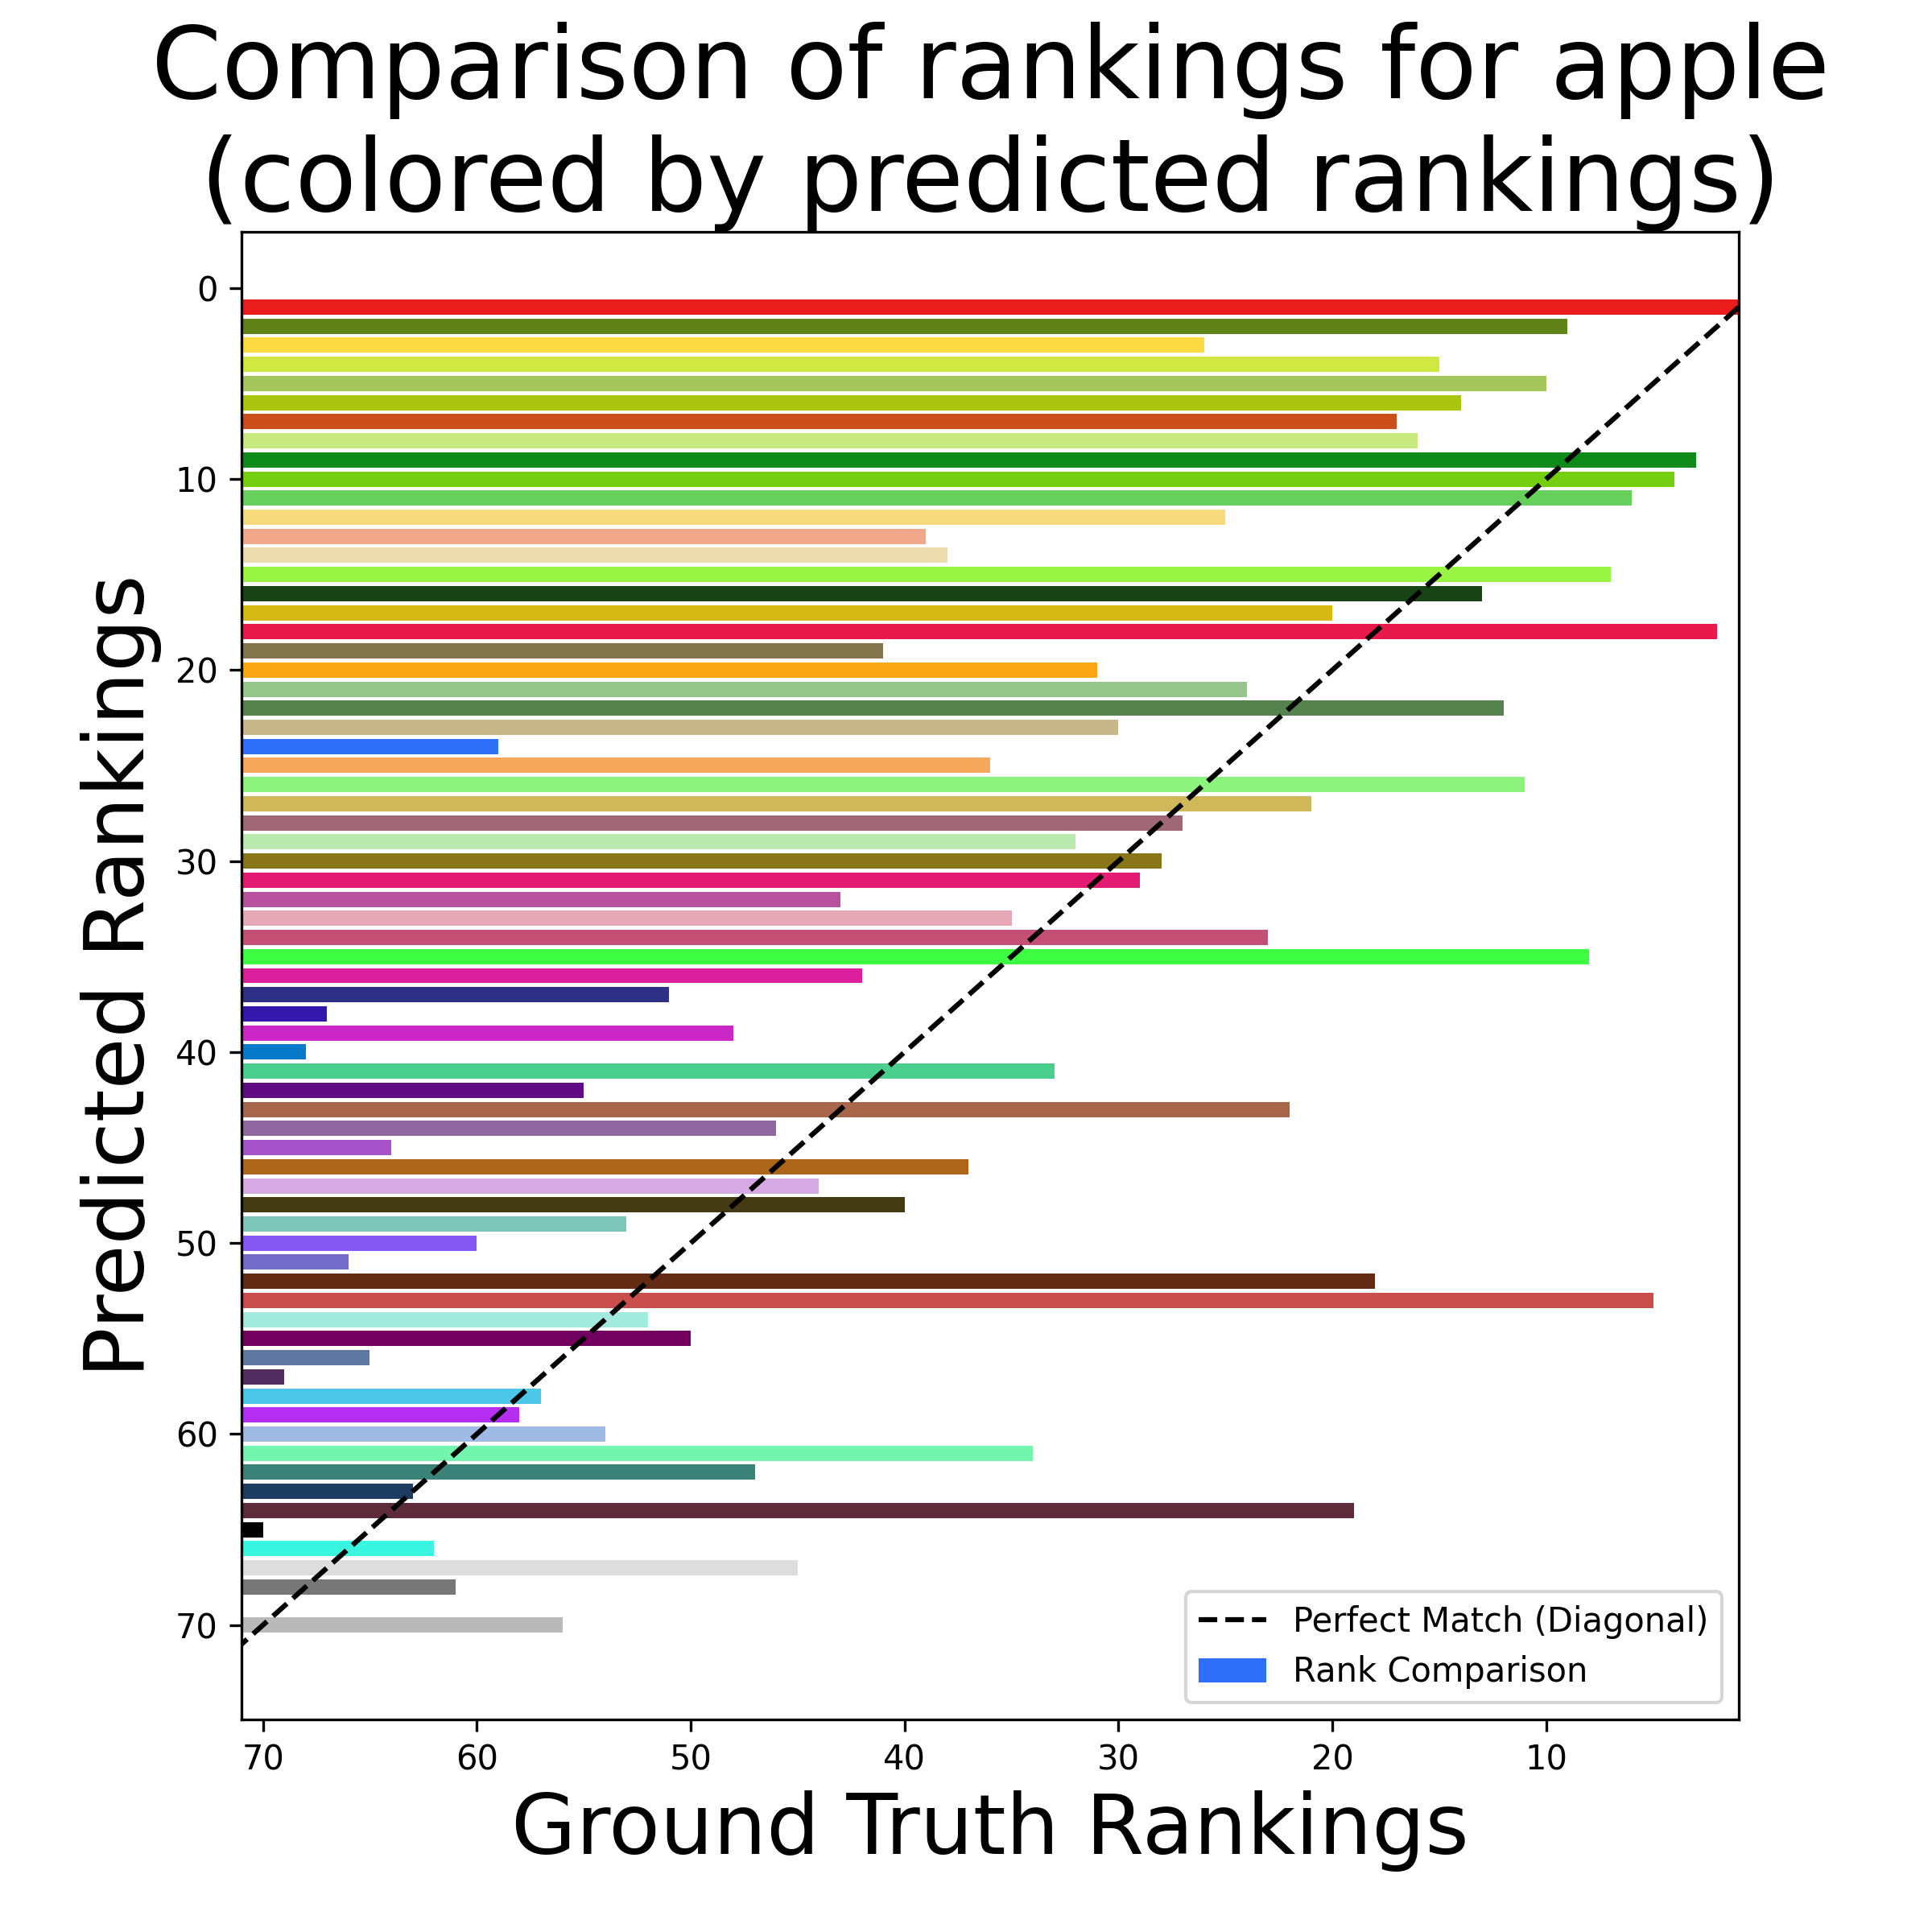 Comparison of rankings for apple
(colored by predicted rankings)
Predicted Rankings
0
10
20
30
40
50
60
70
70
60
50
40
30
20
10
Ground Truth Rankings
Perfect Match (Diagonal)
Rank Comparison